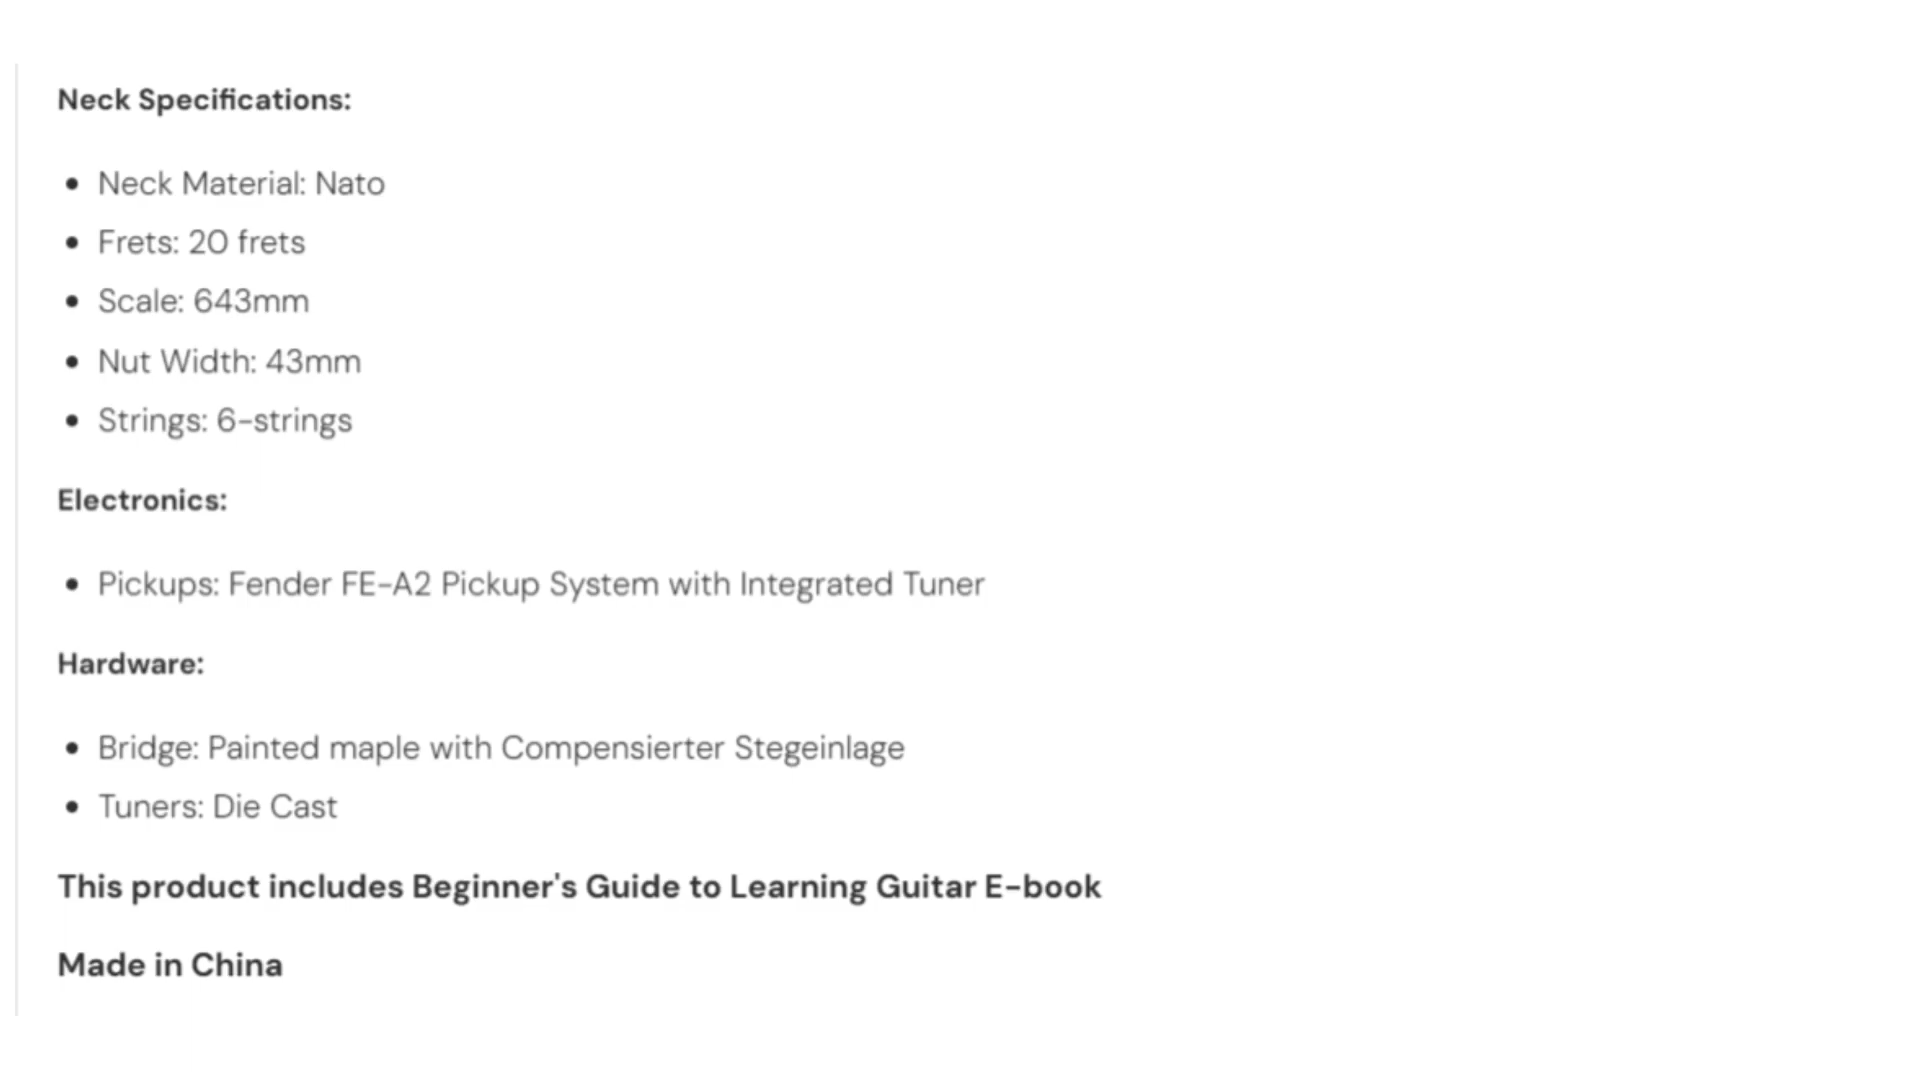 Neck Specifications:
Neck Material: Nato
Frets: 20 frets
Scale: 643mm
Nut Width: 43mm
Strings: 6-strings
Electronics:
Pickups: Fender FE-A2 Pickup System with Integrated Tuner
Hardware:
Bridge: Painted maple with Compensierter Stegeinlage
Tuners: Die Cast
This product includes Beginner's Guide to Learning Guitar E-book
Made in China